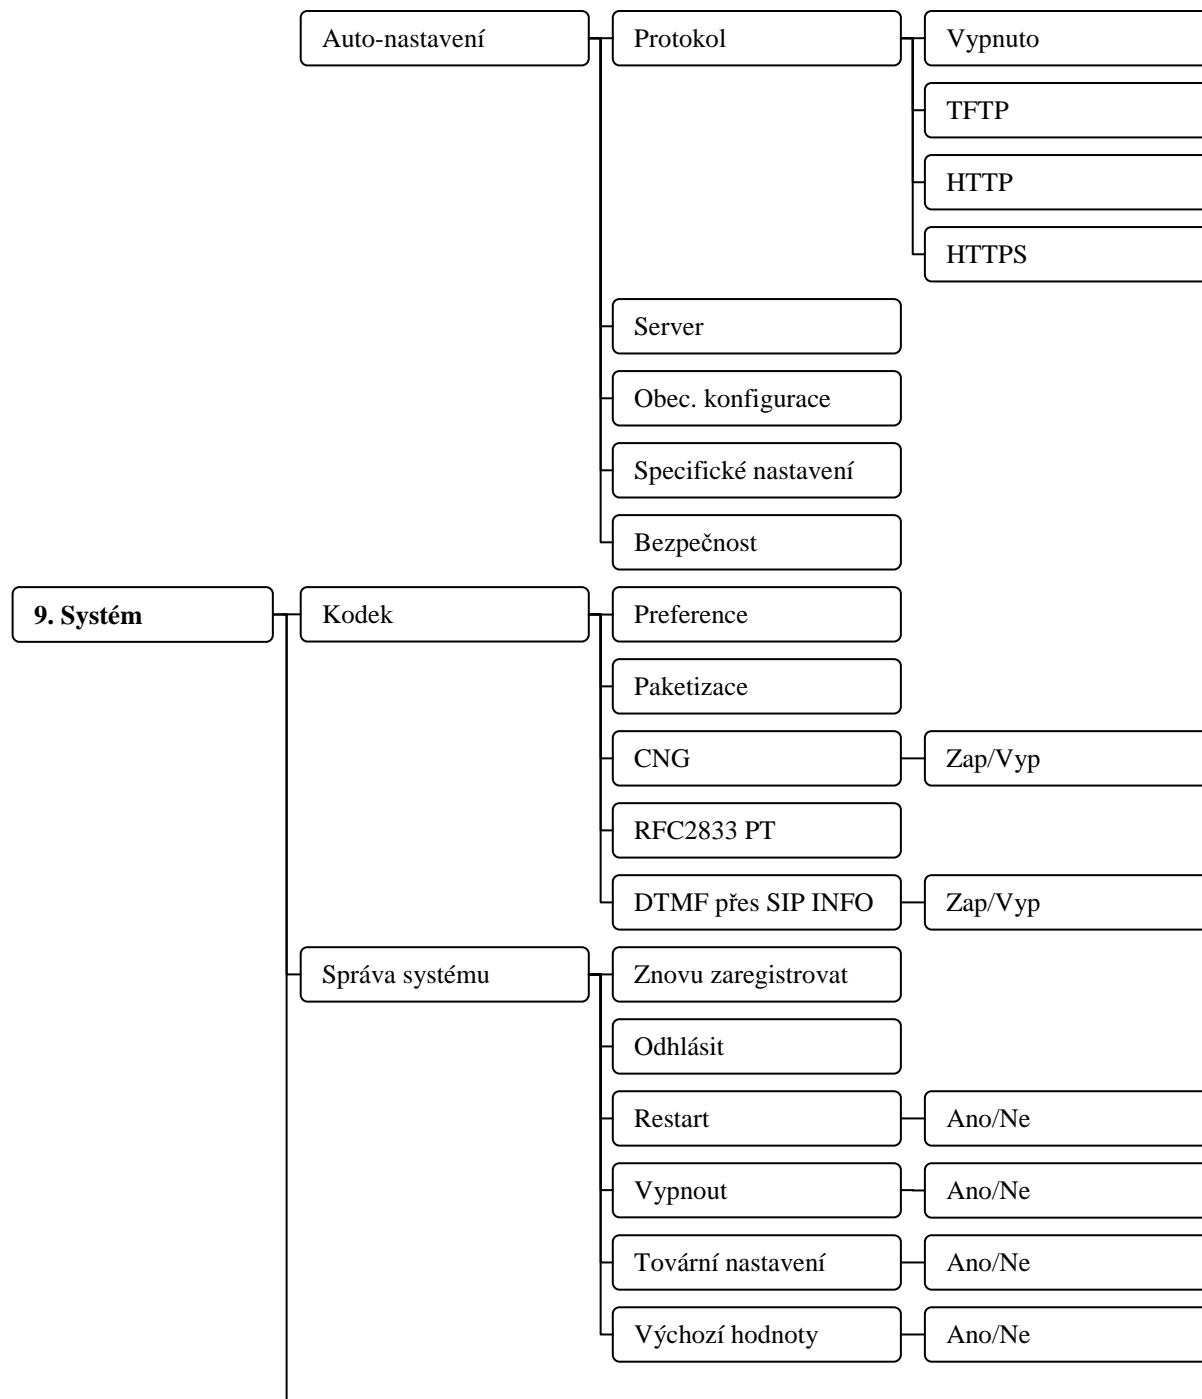 Auto-nastavení
Protokol
Vypnuto
TFTP
HTTP
HTTPS
Server
Obec. konfigurace
Specifické nastavení
Bezpečnost
9. Systém
Kodek
Preference
Paketizace
CNG
Zap/Vyp
RFC2833 PT
DTMF přes SIP INFO
Zap/Vyp
Správa systému
Znovu zaregistrovat
Odhlásit
Restart
Ano/Ne
Vypnout
Ano/Ne
Tovární nastavení
Ano/Ne
Výchozí hodnoty
Ano/Ne